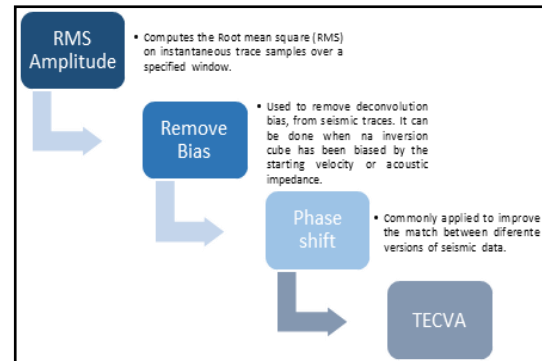 RMS
Amplitude
▪ Computes the Root mean square (RMS)
on instantaneous trace samples over a
specified window.
Remove
Bias
▪ Used to remove deconvolution
bias, from seismic traces. It can
be done when na inversion
cube has been biased by the
starting velocity or acoustic
impedance.
Phase
shift
▪ Commonly applied to improve
the match between diferente
versions of seismic data.
TECVA